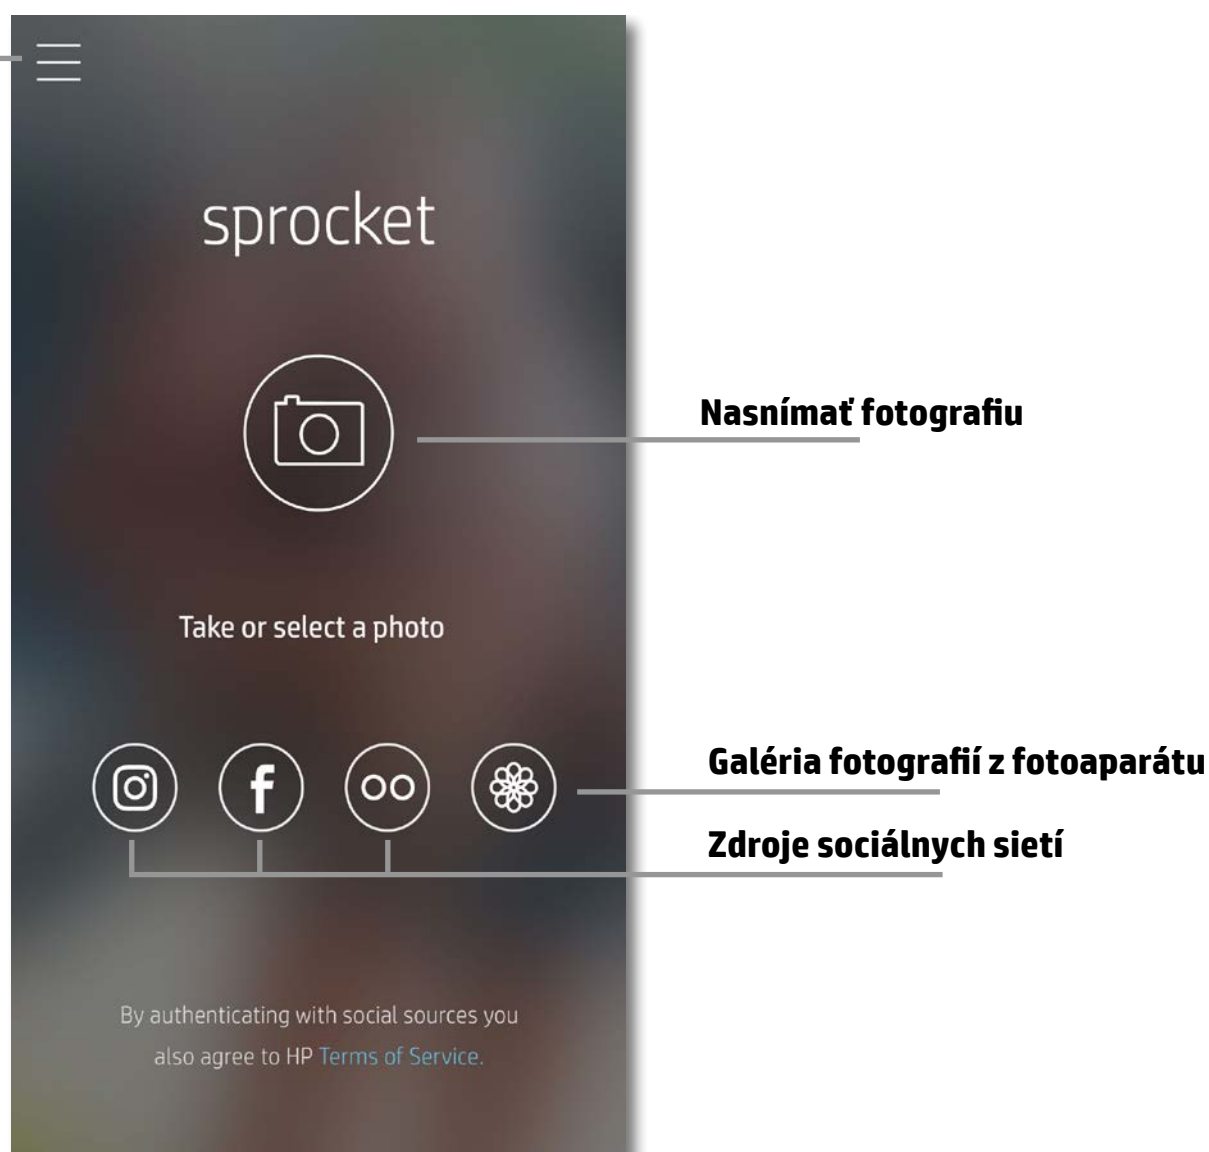 sprocket
Nasnímať fotografiu
Take or select a photo
Galéria fotografií z fotoaparátu
Zdroje sociálnych sietí
By authenticating with social sources you
also agree to HP Terms of Service.